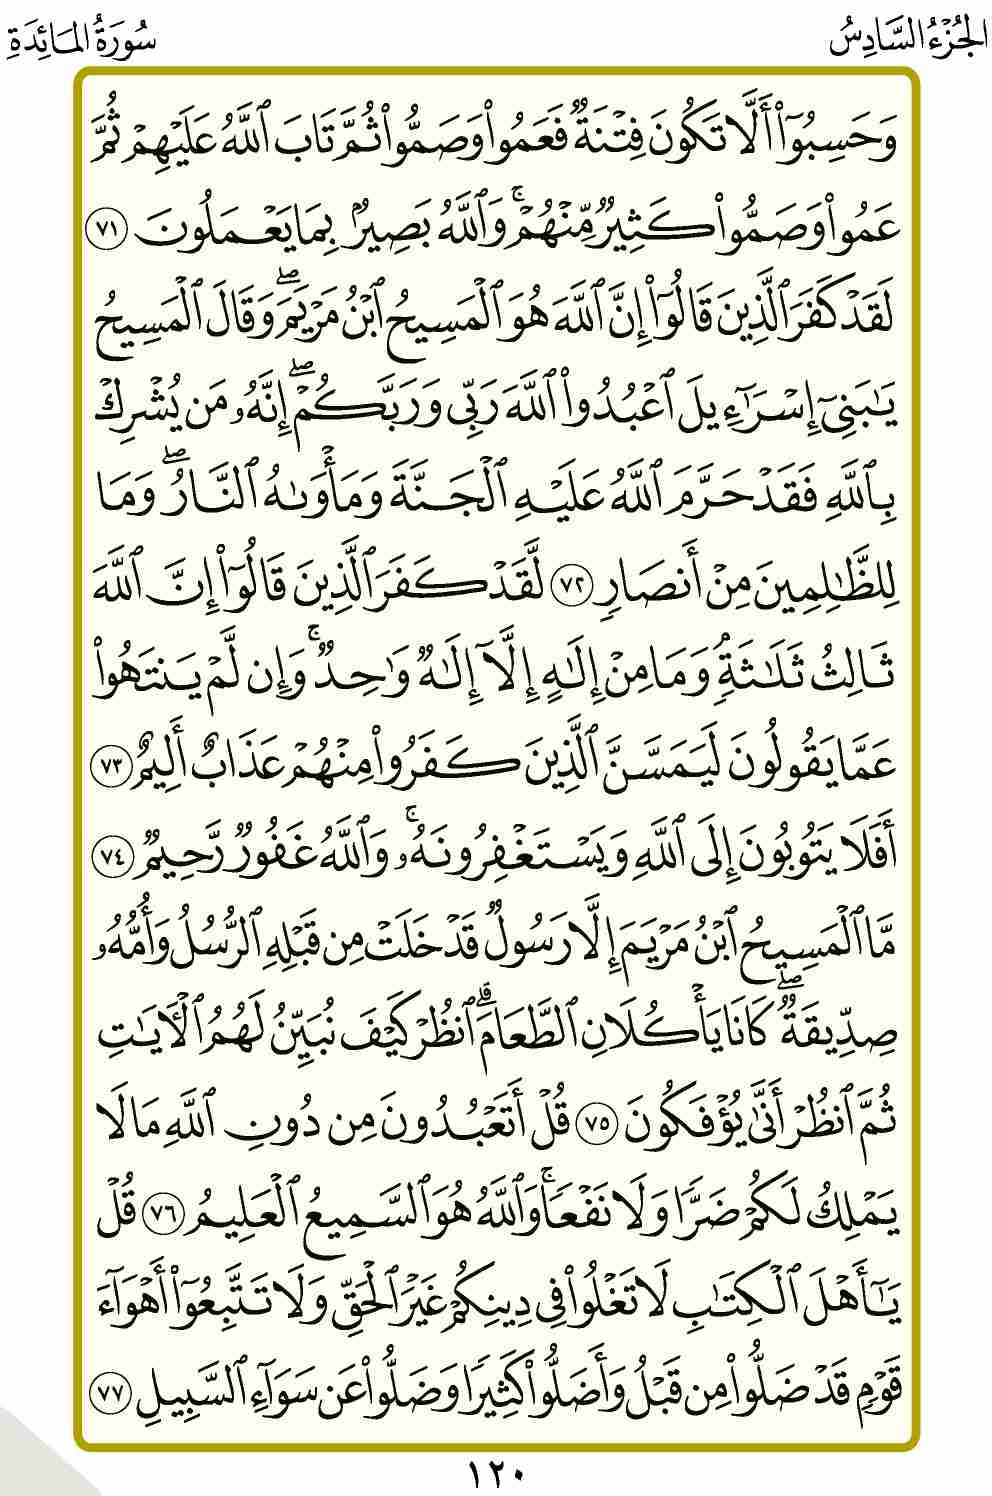 الجُزْءُ السَّادِسُ
سُورَةُ المَائِدَةِ
وَحَسِبُوٓا۟ أَلَّا تَكُونَ فِتْنَةٌ فَعَمُوا۟ وَصَمُّوا۟ ثُمَّ تَابَ ٱللَّهُ عَلَيْهِمْ ثُمَّ
عَمُوا۟ وَصَمُّوا۟ كَثِيرٌ مِّنْهُمْ ۚ وَٱللَّهُ بَصِيرٌۢ بِمَا يَعْمَلُونَ ٧١
لَقَدْ كَفَرَ ٱلَّذِينَ قَالُوٓا۟ إِنَّ ٱللَّهَ هُوَ ٱلْمَسِيحُ ٱبْنُ مَرْيَمَ ۖ وَقَالَ ٱلْمَسِيحُ
يَٰبَنِىٓ إِسْرَٰٓءِيلَ ٱعْبُدُوا۟ ٱللَّهَ رَبِّى وَرَبَّكُمْ ۖ إِنَّهُۥ مَن يُشْرِكْ
بِٱللَّهِ فَقَدْ حَرَّمَ ٱللَّهُ عَلَيْهِ ٱلْجَنَّةَ وَمَأْوَىٰهُ ٱلنَّارُ ۖ وَمَا
لِلظَّٰلِمِينَ مِنْ أَنصَارٍ ٧٢ لَّقَدْ كَفَرَ ٱلَّذِينَ قَالُوٓا۟ إِنَّ ٱللَّهَ
ثَالِثُ ثَلَٰثَةٍ ۘ وَمَا مِنْ إِلَٰهٍ إِلَّآ إِلَٰهٌ وَٰحِدٌ ۚ وَإِن لَّمْ يَنتَهُوا۟
عَمَّا يَقُولُونَ لَيَمَسَّنَّ ٱلَّذِينَ كَفَرُوا۟ مِنْهُمْ عَذَابٌ أَلِيمٌ ٧٣
أَفَلَا يَتُوبُونَ إِلَى ٱللَّهِ وَيَسْتَغْفِرُونَهُۥ ۚ وَٱللَّهُ غَفُورٌ رَّحِيمٌ ٧٤
مَّا ٱلْمَسِيحُ ٱبْنُ مَرْيَمَ إِلَّا رَسُولٌ قَدْ خَلَتْ مِن قَبْلِهِ ٱلرُّسُلُ وَأُمُّهُۥ
صِدِّيقَةٌ ۖ كَانَا يَأْكُلَانِ ٱلطَّعَامَ ۗ ٱنظُرْ كَيْفَ نُبَيِّنُ لَهُمُ ٱلْءَايَٰتِ
ثُمَّ ٱنظُرْ أَنَّىٰ يُؤْفَكُونَ ٧٥ قُلْ أَتَعْبُدُونَ مِن دُونِ ٱللَّهِ مَا لَا
يَمْلِكُ لَكُمْ ضَرًّا وَلَا نَفْعًا ۚ وَٱللَّهُ هُوَ ٱلسَّمِيعُ ٱلْعَلِيمُ ٧٦ قُلْ
يَٰٓأَهْلَ ٱلْكِتَٰبِ لَا تَغْلُوا۟ فِى دِينِكُمْ غَيْرَ ٱلْحَقِّ وَلَا تَتَّبِعُوٓا۟ أَهْوَآءَ
قَوْمٍ قَدْ ضَلُّوا۟ مِن قَبْلُ وَأَضَلُّوا۟ كَثِيرًا وَضَلُّوا۟ عَن سَوَآءِ ٱلسَّبِيلِ ٧٧
١٢٠